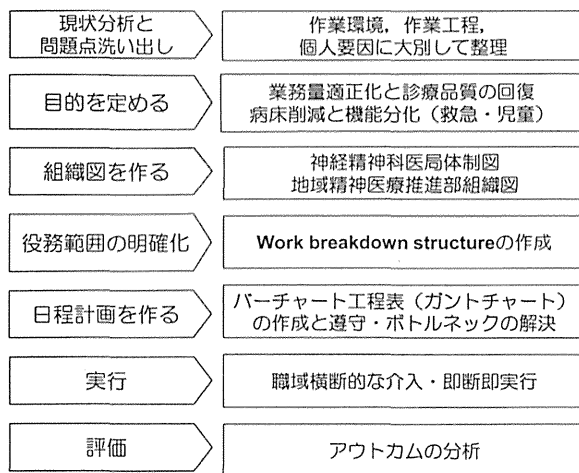 現状分析と
問題点洗い出し
作業環境，作業工程，
個人要因に大別して整理
目的を定める
業務量適正化と診療品質の回復
病床削減と機能分化（救急・児童）
組織図を作る
神経精神科医局体制図
地域精神医療推進部組織図
役務範囲の明確化
Work breakdown structureの作成
日程計画を作る
バーチャート工程表（ガントチャート）
の作成と遵守・ボトルネックの解決
実行
職域横断的な介入・即断即実行
評価
アウトカムの分析